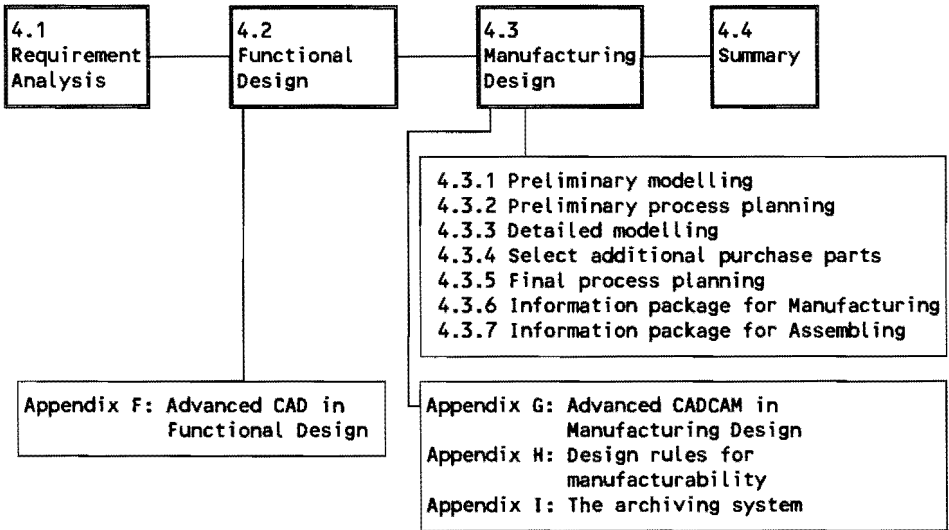 4.1
Requirement
Analysis
4.2
Functional
Design
4.3
Manufacturing
Design
4.4
Summary
4.3.1 Preliminary modelling
4.3.2 Preliminary process planning
4.3.3 Detailed modelling
4.3.4 Select additional purchase parts
4.3.5 Final process planning
4.3.6 Information package for Manufacturing
4.3.7 Information package for Assembling
Appendix F: Advanced CAD in
Functional Design
Appendix G: Advanced CADCAM in
Manufacturing Design
Appendix H: Design rules for
manufacturability
Appendix I: The archiving system